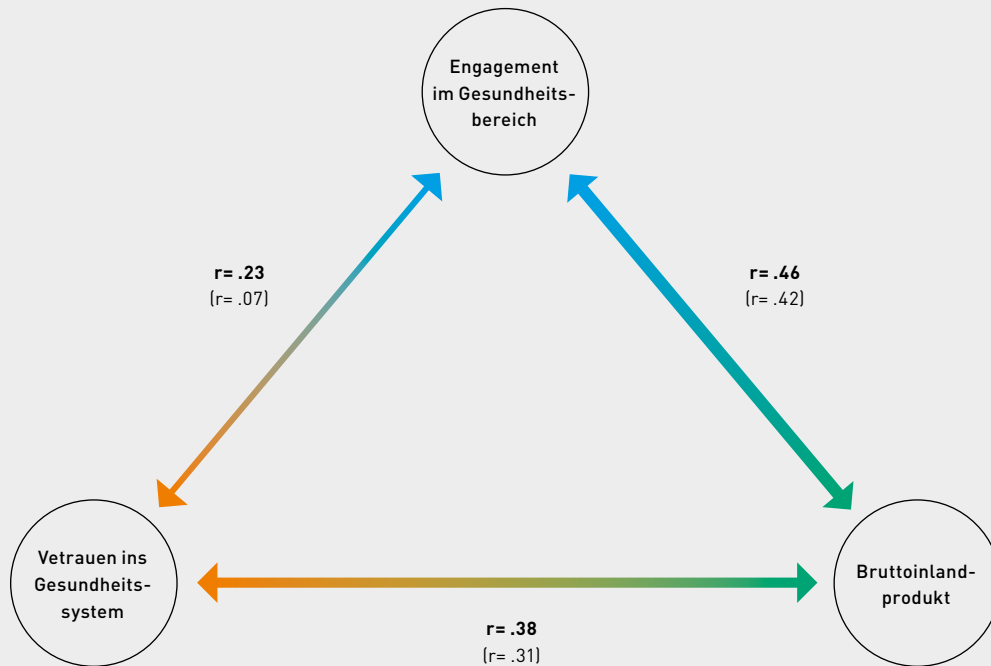 Engagement
im Gesundheits-
bereich
r= .23
(r= .07)
r= .46
(r= .42)
Vetrauen ins
Gesundheits-
system
Bruttoinland-
produkt
r= .38
(r= .31)